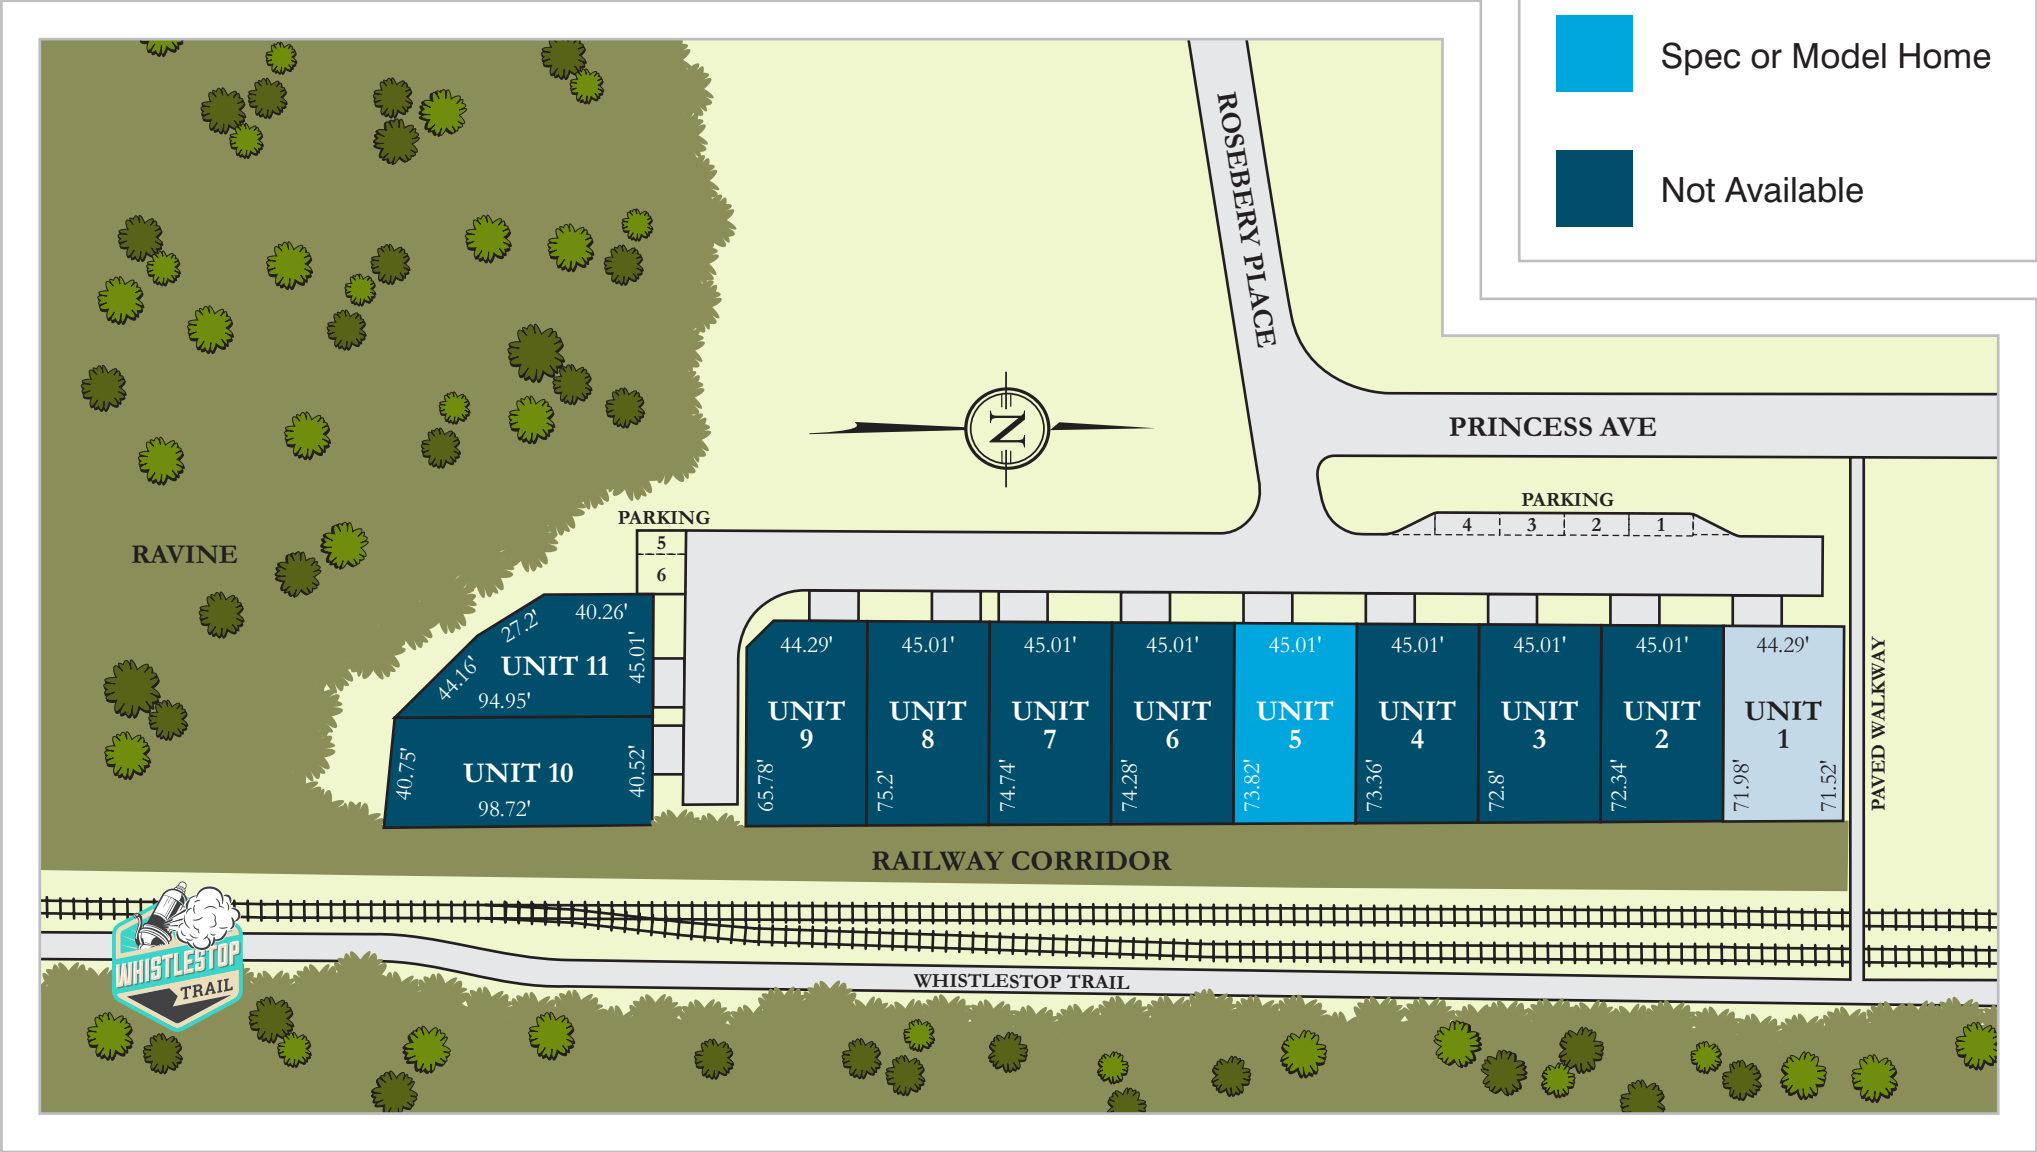 Spec or Model Home
Not Available
ROSEBERY PLACE
PRINCESS AVE
N
PARKING
4 3 2 1
PARKING
5
6
RAVINE
27.2' 40.26'
44.16' UNIT 11 45.01'
94.95'
40.75' UNIT 10 40.52'
98.72'
44.29' 45.01' 45.01' 45.01' 45.01' 45.01' 45.01' 45.01' 44.29'
UNIT UNIT UNIT UNIT UNIT UNIT UNIT UNIT UNIT
9 8 7 6 5 4 3 2 1
65.78' 75.2' 74.74' 74.28' 73.82' 73.36' 72.8' 72.34' 71.98' 71.52'
PAVED WALKWAY
RAILWAY CORRIDOR
WHISTLESTOP
TRAIL
WHISTLESTOP TRAIL